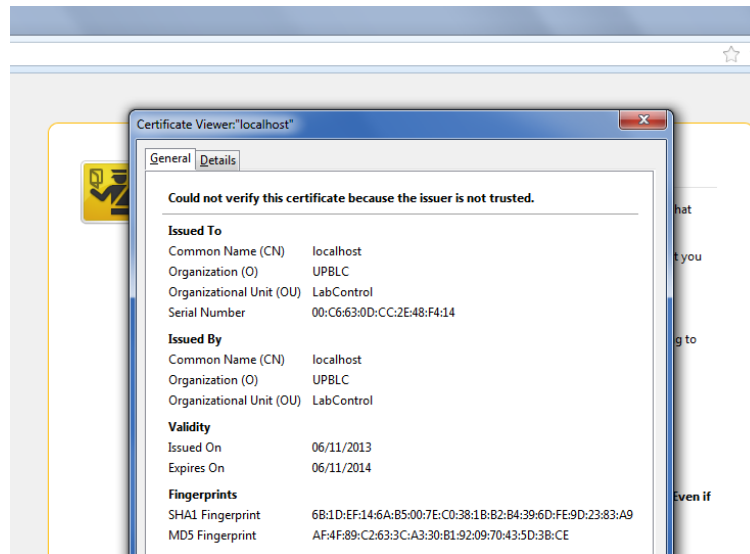 Certificate Viewer:"localhost"
General Details
Could not verify this certificate because the issuer is not trusted.
hat
Issued To
Common Name (CN) localhost
t you
Organization (O) UPBLC
Organizational Unit (OU) LabControl
Serial Number 00:C6:63:0D:CC:2E:48:F4:14
Issued By
g to
Common Name (CN) localhost
Organization (O) UPBLC
Organizational Unit (OU) LabControl
Validity
Issued On 06/11/2013
Expires On 06/11/2014
Fingerprints
Even if
SHA1 Fingerprint 6B:1D:EF:14:6A:B5:00:7E:C0:38:1B:B2:B4:39:6D:FE:9D:23:83:A9
MD5 Fingerprint AF:4F:89:C2:63:3C:A3:30:B1:92:09:70:43:5D:3B:CE